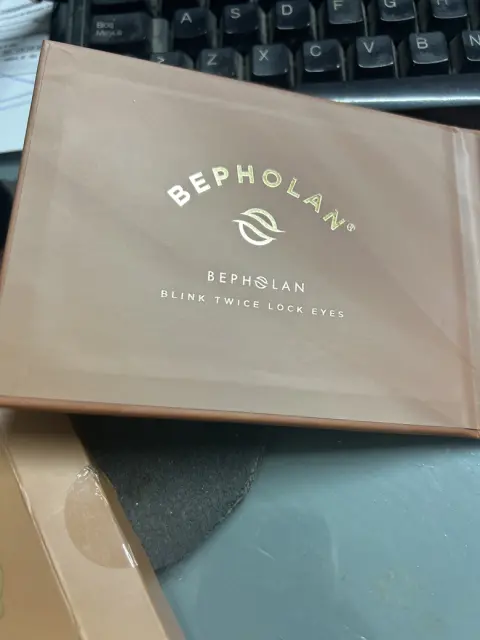 A S D F G H
Z X C V B N
BEPHOLAN®
BEPHOLAN
BLINK TWICE LOCK EYES